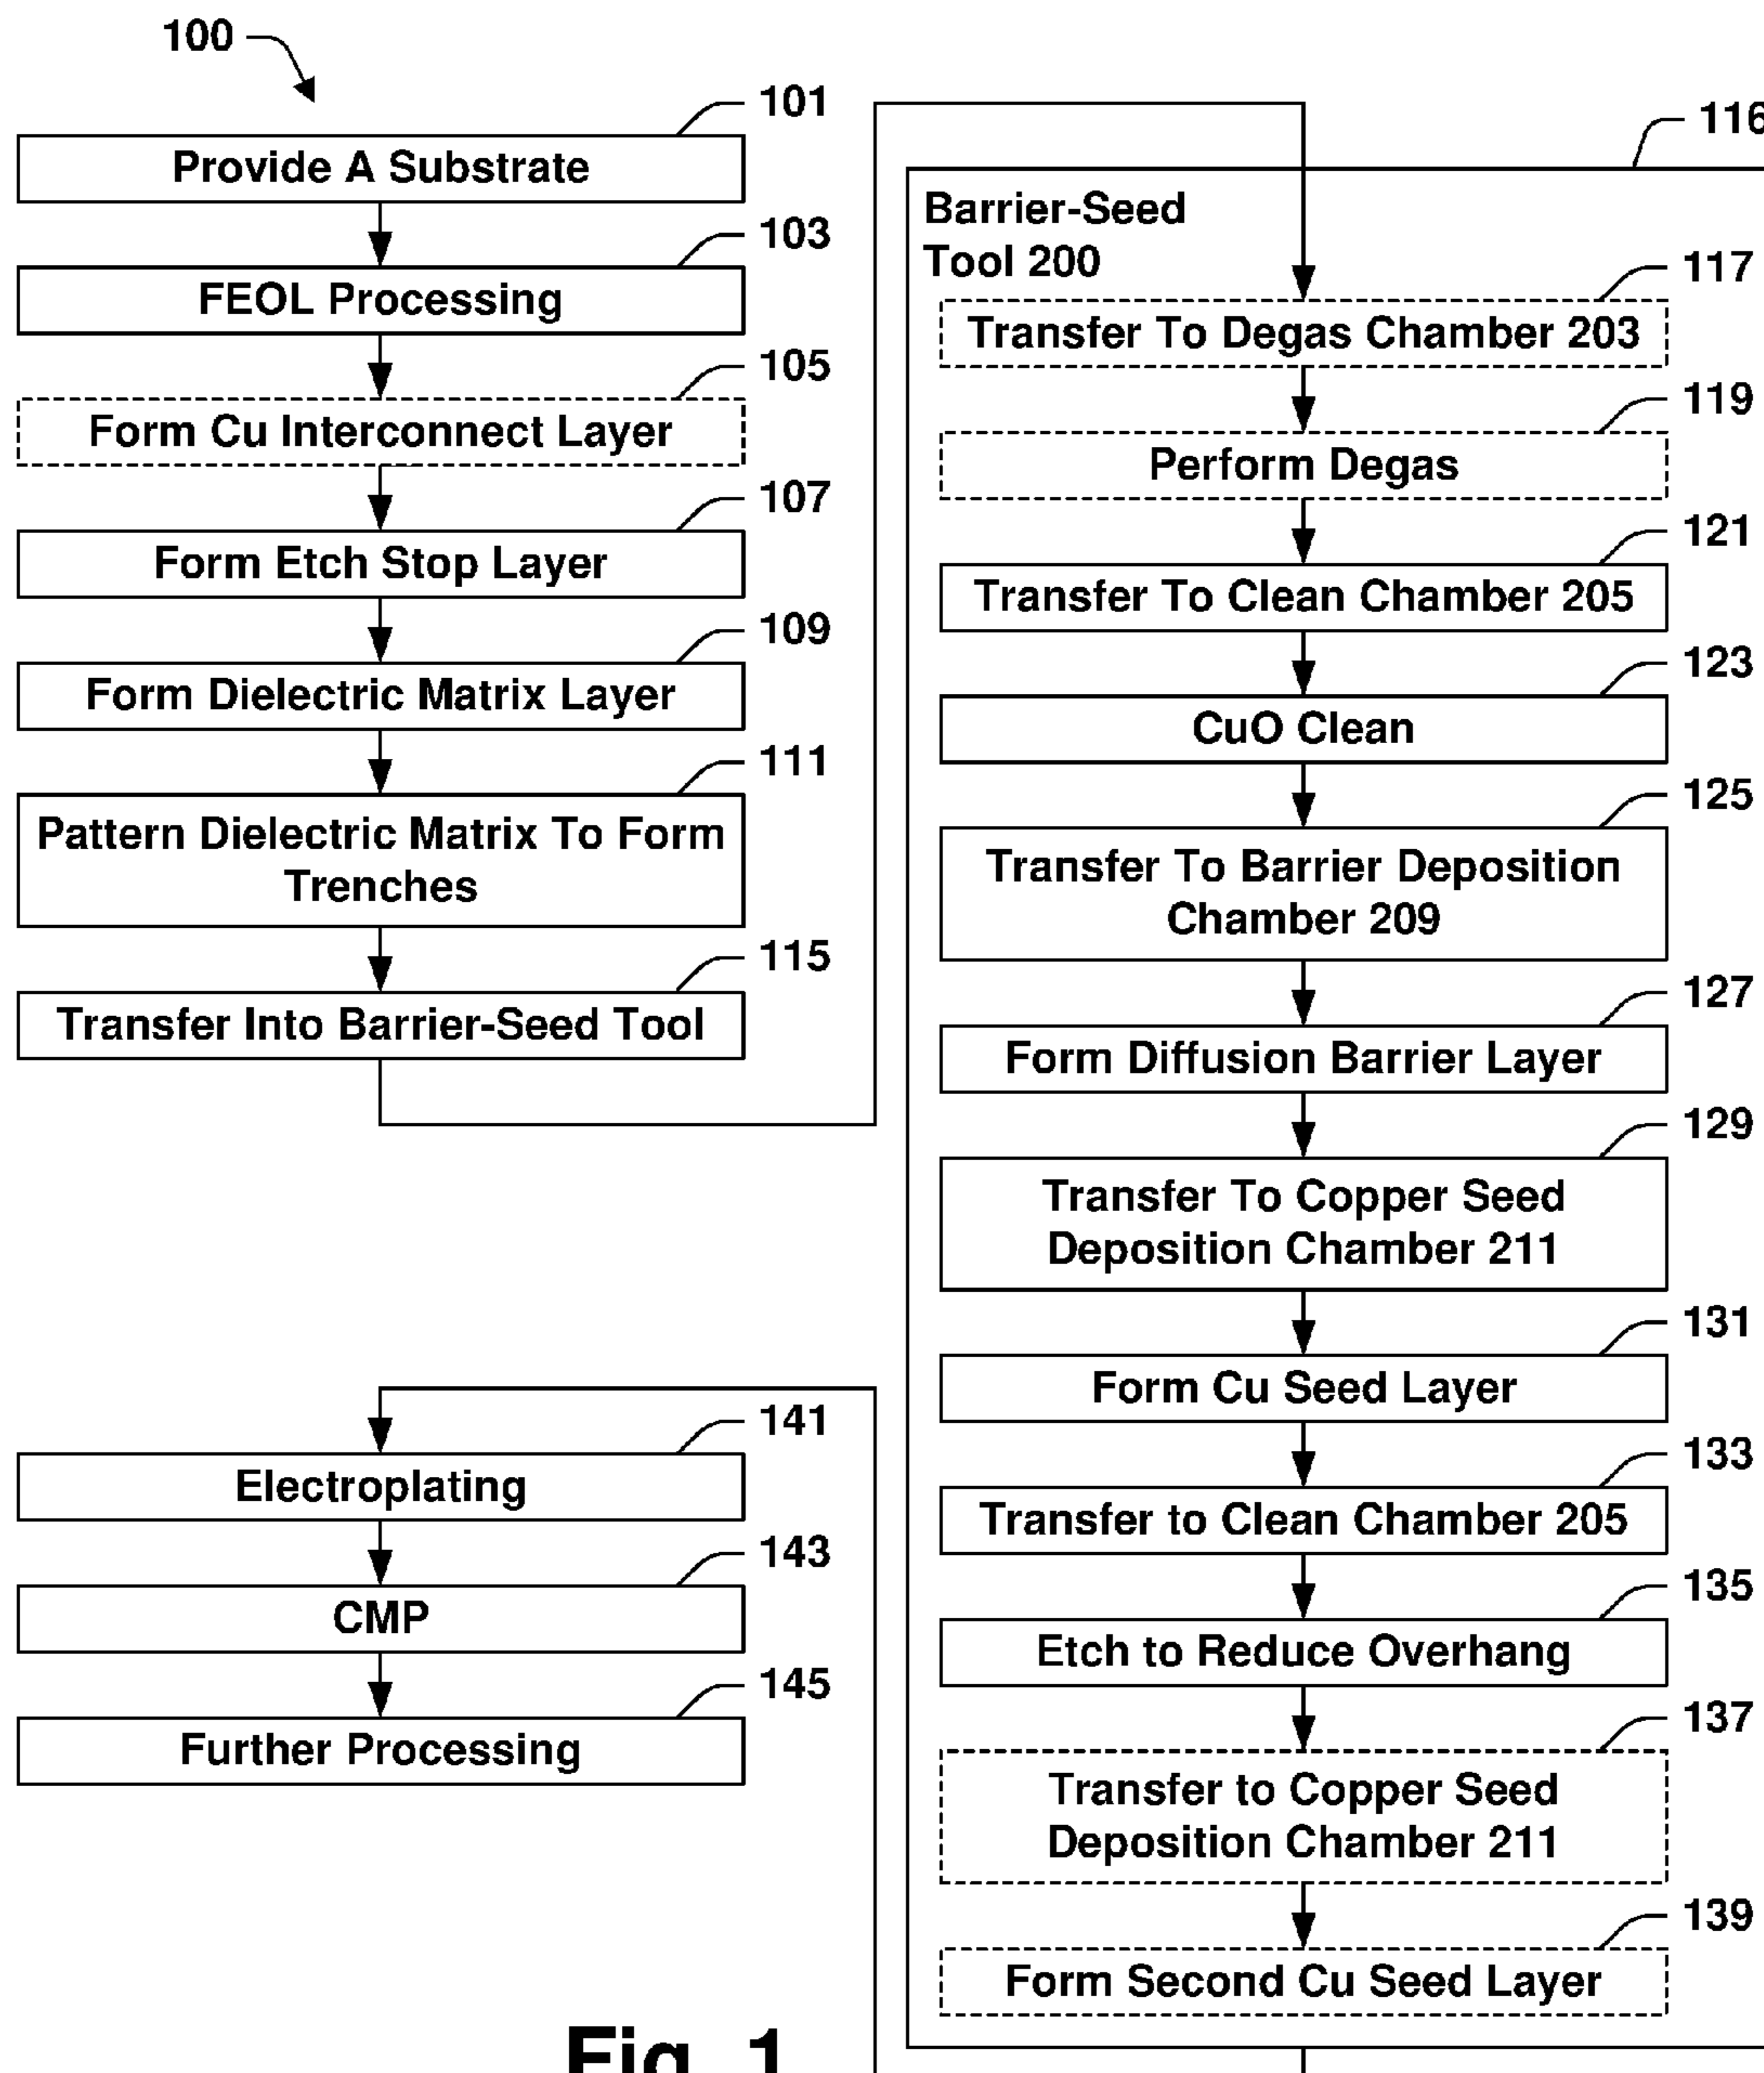 100
101
Provide A Substrate
103
FEOL Processing
105
Form Cu Interconnect Layer
107
Form Etch Stop Layer
109
Form Dielectric Matrix Layer
111
Pattern Dielectric Matrix To Form
Trenches
115
Transfer Into Barrier-Seed Tool
116
Barrier-Seed
Tool 200
117
Transfer To Degas Chamber 203
119
Perform Degas
121
Transfer To Clean Chamber 205
123
CuO Clean
125
Transfer To Barrier Deposition
Chamber 209
127
Form Diffusion Barrier Layer
129
Transfer To Copper Seed
Deposition Chamber 211
131
Form Cu Seed Layer
133
Transfer to Clean Chamber 205
135
Etch to Reduce Overhang
137
Transfer to Copper Seed
Deposition Chamber 211
139
Form Second Cu Seed Layer
141
Electroplating
143
CMP
145
Further Processing
Fig. 1